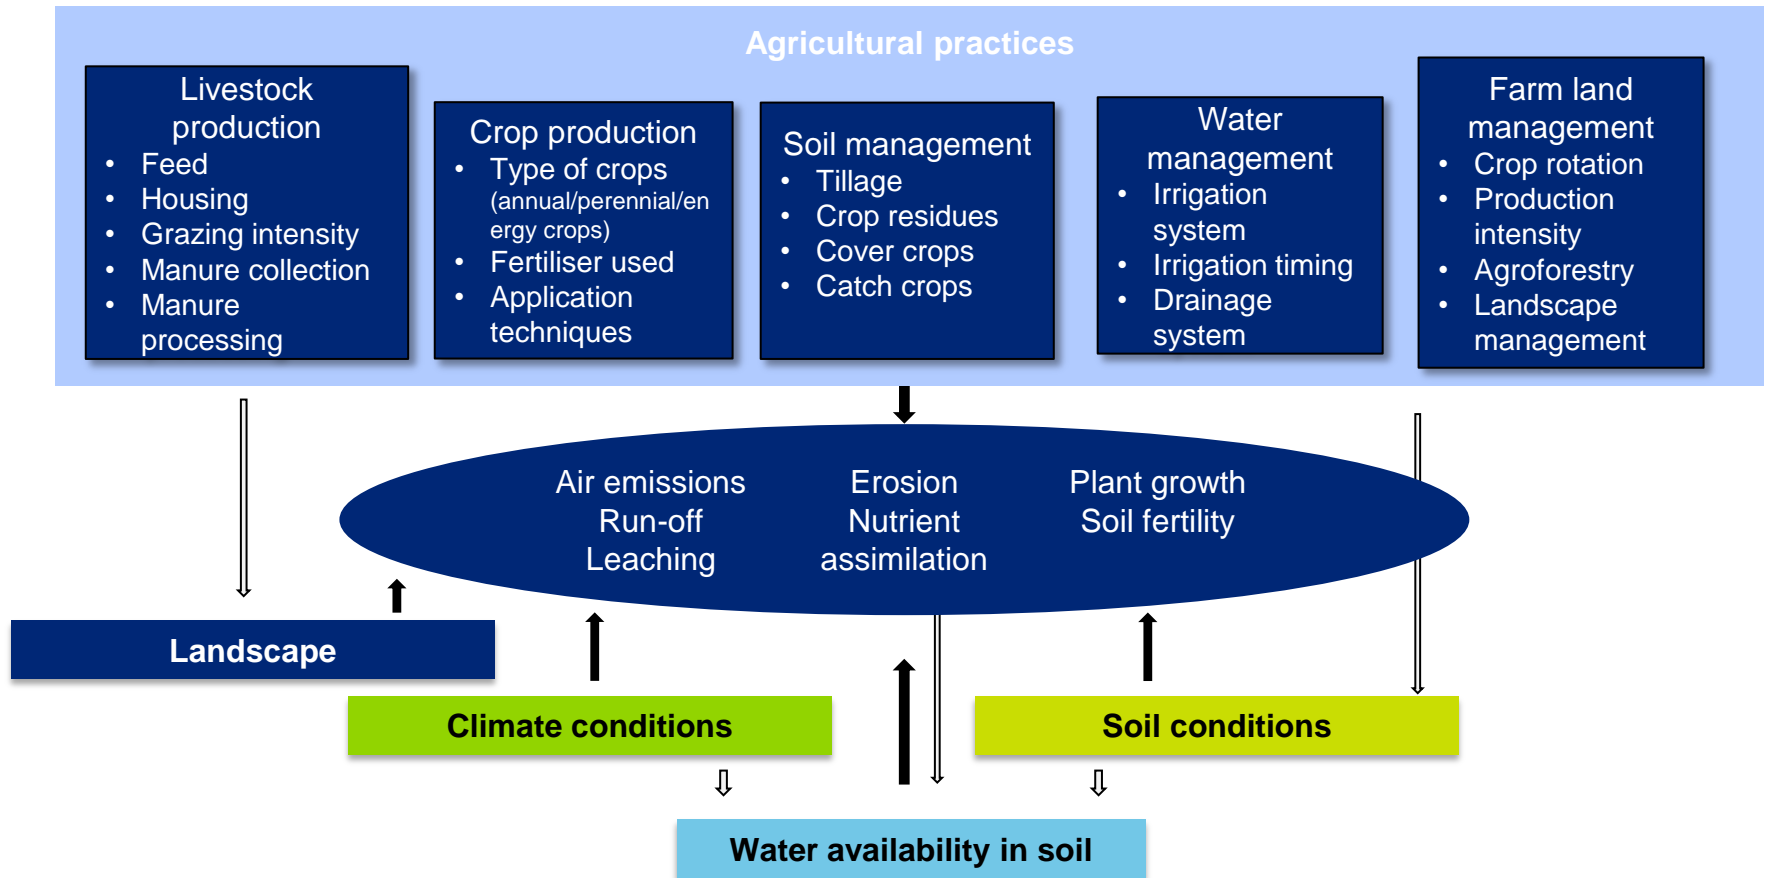 Agricultural practices
Livestock
production
• Feed
• Housing
• Grazing intensity
• Manure collection
• Manure
processing
Crop production
• Type of crops
(annual/perennial/en
ergy crops)
• Fertiliser used
• Application
techniques
Soil management
• Tillage
• Crop residues
• Cover crops
• Catch crops
Water
management
• Irrigation
system
• Irrigation timing
• Drainage
system
Farm land
management
• Crop rotation
• Production
intensity
• Agroforestry
• Landscape
management
Air emissions
Run-off
Leaching
Erosion
Nutrient
assimilation
Plant growth
Soil fertility
Landscape
Climate conditions
Soil conditions
Water availability in soil